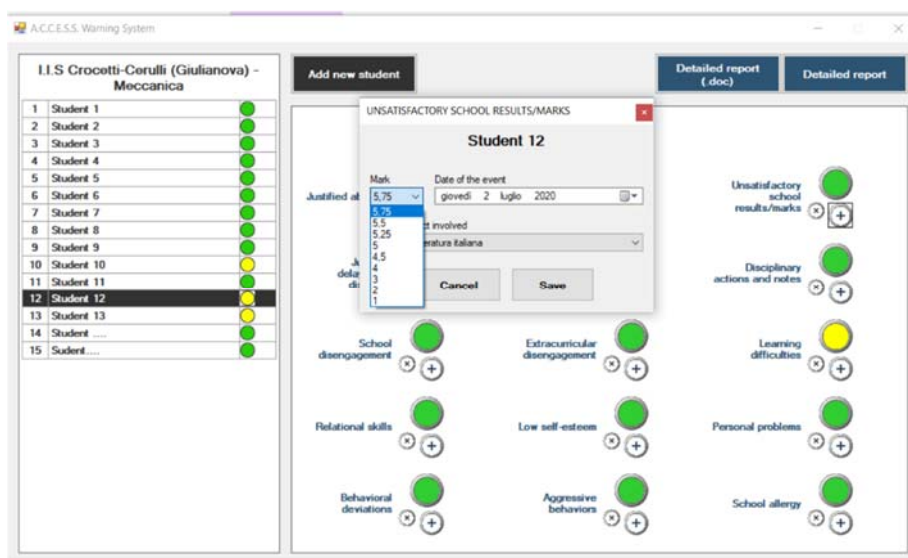 A.C.C.E.S.S. Warning System
I.I.S Crocetti-Cerulli (Giulianova) -
Meccanica
1 Student 1
2 Student 2
3 Student 3
4 Student 4
5 Student 5
6 Student 6
7 Student 7
8 Student 8
9 Student 9
10 Student 10
11 Student 11
12 Student 12
13 Student 13
14 Student ....
15 Sudent....
Add new student
Detailed report
(.doc)
Detailed report
UNSATISFACTORY SCHOOL RESULTS/MARKS
Student 12
Mark
Date of the event
5,75
giovedì 2 luglio 2020
5,75
5,5
5,25
5
4,5
4
3
2
1
involved
italiana
Cancel
Save
Justified
Unsatisfactory
school
results/marks
Disciplinary
actions and notes
School
disengagement
Extracurricular
disengagement
Learning
difficulties
Relational skills
Low self-esteem
Personal problems
Behavioral
deviations
Aggressive
behaviors
School allergy